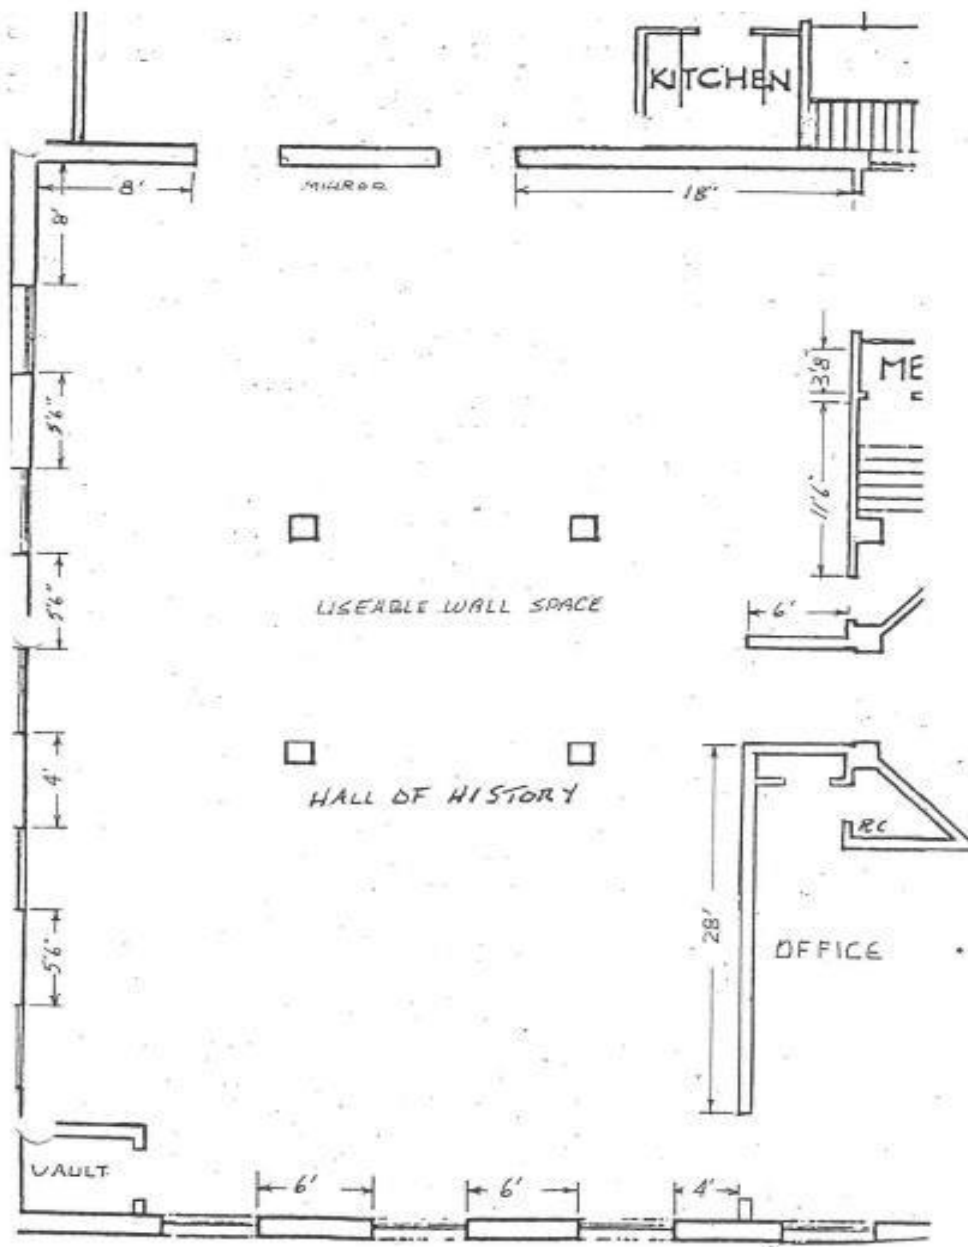 KITCHEN
MIRROR
8'
18"
8'
3'8"
ME
5'6"
11'6"
5'6"
USEABLE WALL SPACE
6'
4'
HALL OF HISTORY
RC
28'
OFFICE
5'6"
VAULT
6'
6'
4'